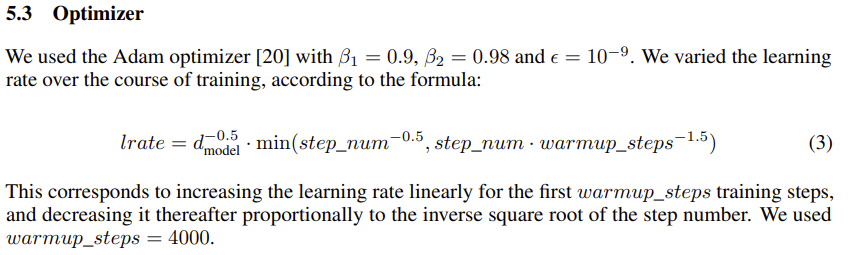 5.3 Optimizer
We used the Adam optimizer [20] with β₁ = 0.9, β₂ = 0.98 and ϵ = 10⁻⁹. We varied the learning
rate over the course of training, according to the formula:
lrate = d_model^−0.5 · min(step_num^−0.5, step_num · warmup_steps^−1.5) (3)
This corresponds to increasing the learning rate linearly for the first warmup_steps training steps,
and decreasing it thereafter proportionally to the inverse square root of the step number. We used
warmup_steps = 4000.